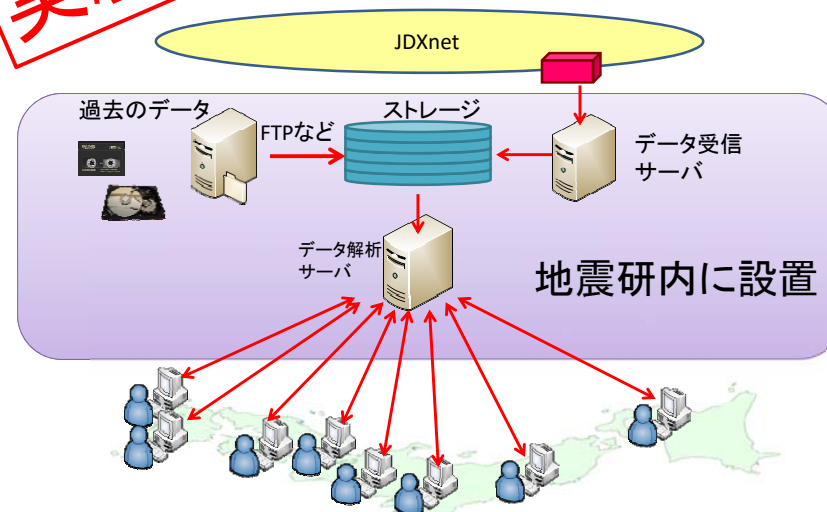 JDXnet
過去のデータ
FTPなど
ストレージ
データ受信
サーバ
データ解析
サーバ
地震研内に設置